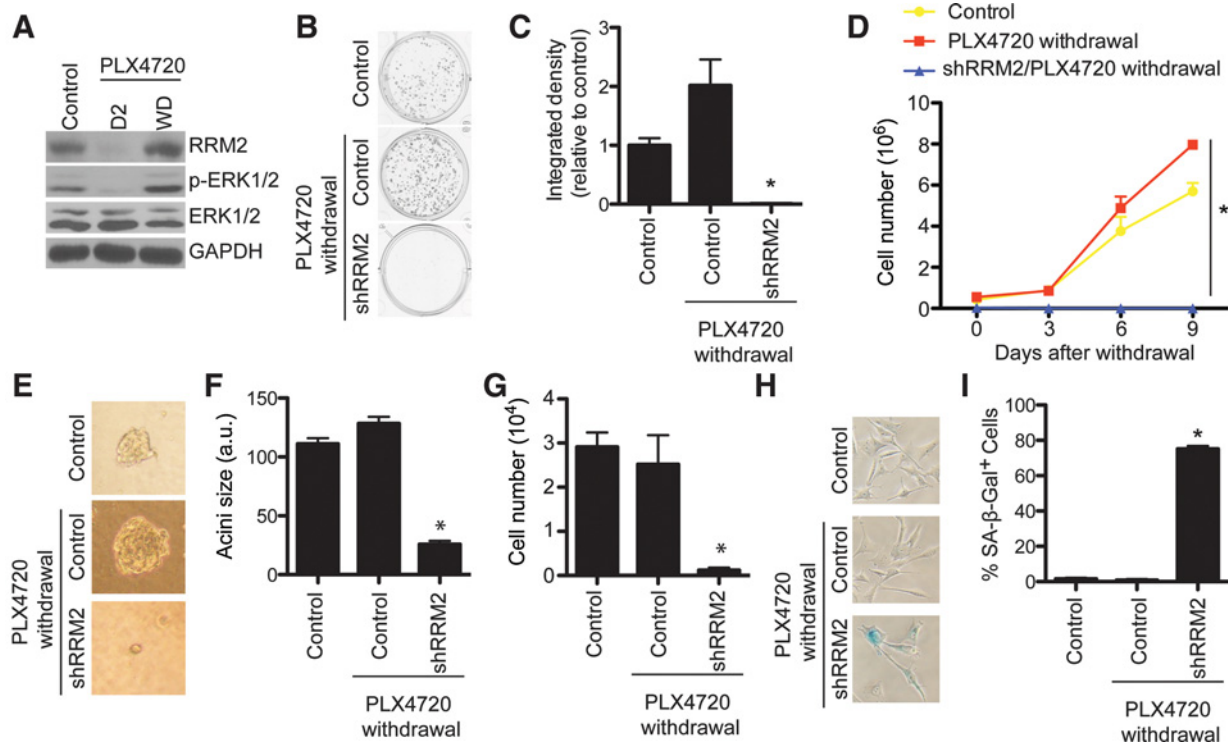 A
PLX4720
Control
D2
WD
RRM2
p-ERK1/2
ERK1/2
GAPDH
B
Control
Control
shRRM2
PLX4720
withdrawal
C
Integrated density
(relative to control)
3
2
1
0
*
Control
Control
shRRM2
PLX4720
withdrawal
D
Control
PLX4720 withdrawal
shRRM2/PLX4720 withdrawal
Cell number (10⁶)
10
8
6
4
2
0
*
0 3 6 9
Days after withdrawal
E
Control
Control
shRRM2
PLX4720
withdrawal
F
Acini size (a.u.)
150
100
50
0
*
Control
Control
shRRM2
PLX4720
withdrawal
G
Cell number (10⁴)
4
3
2
1
0
*
Control
Control
shRRM2
PLX4720
withdrawal
H
Control
Control
shRRM2
PLX4720
withdrawal
I
% SA-β-Gal⁺ Cells
100
80
60
40
20
0
*
Control
Control
shRRM2
PLX4720
withdrawal